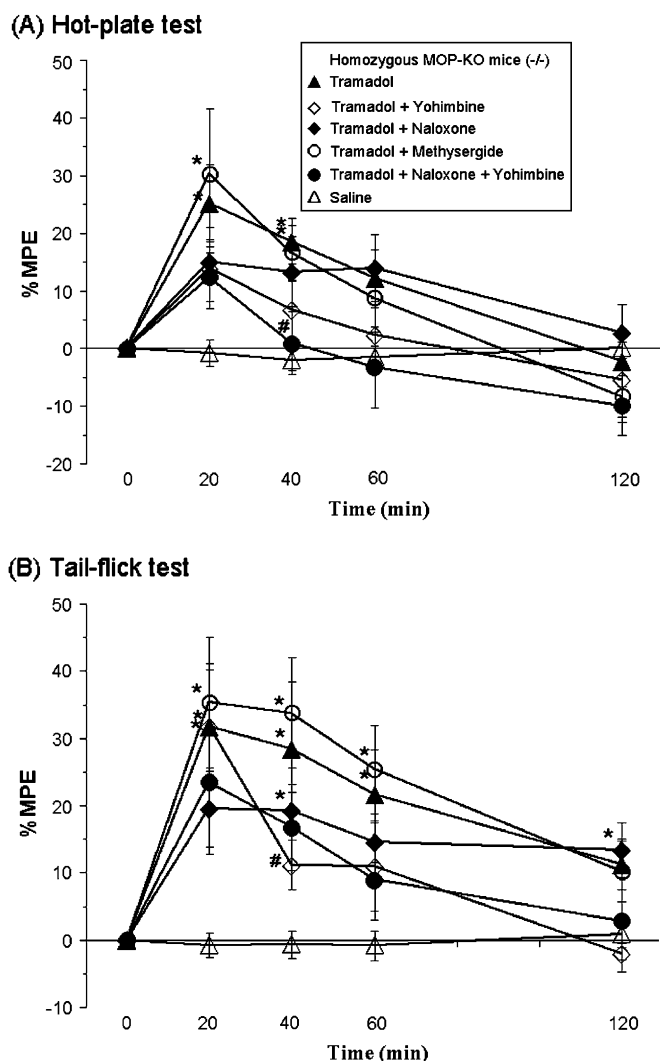 (A) Hot-plate test
Homozygous MOP-KO mice (-/-)
Tramadol
Tramadol + Yohimbine
Tramadol + Naloxone
Tramadol + Methysergide
Tramadol + Naloxone + Yohimbine
Saline
50
40
30
20
10
0
-10
-20
% MPE
*
*
*
*
#
0 20 40 60 120
Time (min)
(B) Tail-flick test
50
40
30
20
10
0
-10
% MPE
*
*
*
*
*
*
*
*
*
#
0 20 40 60 120
Time (min)